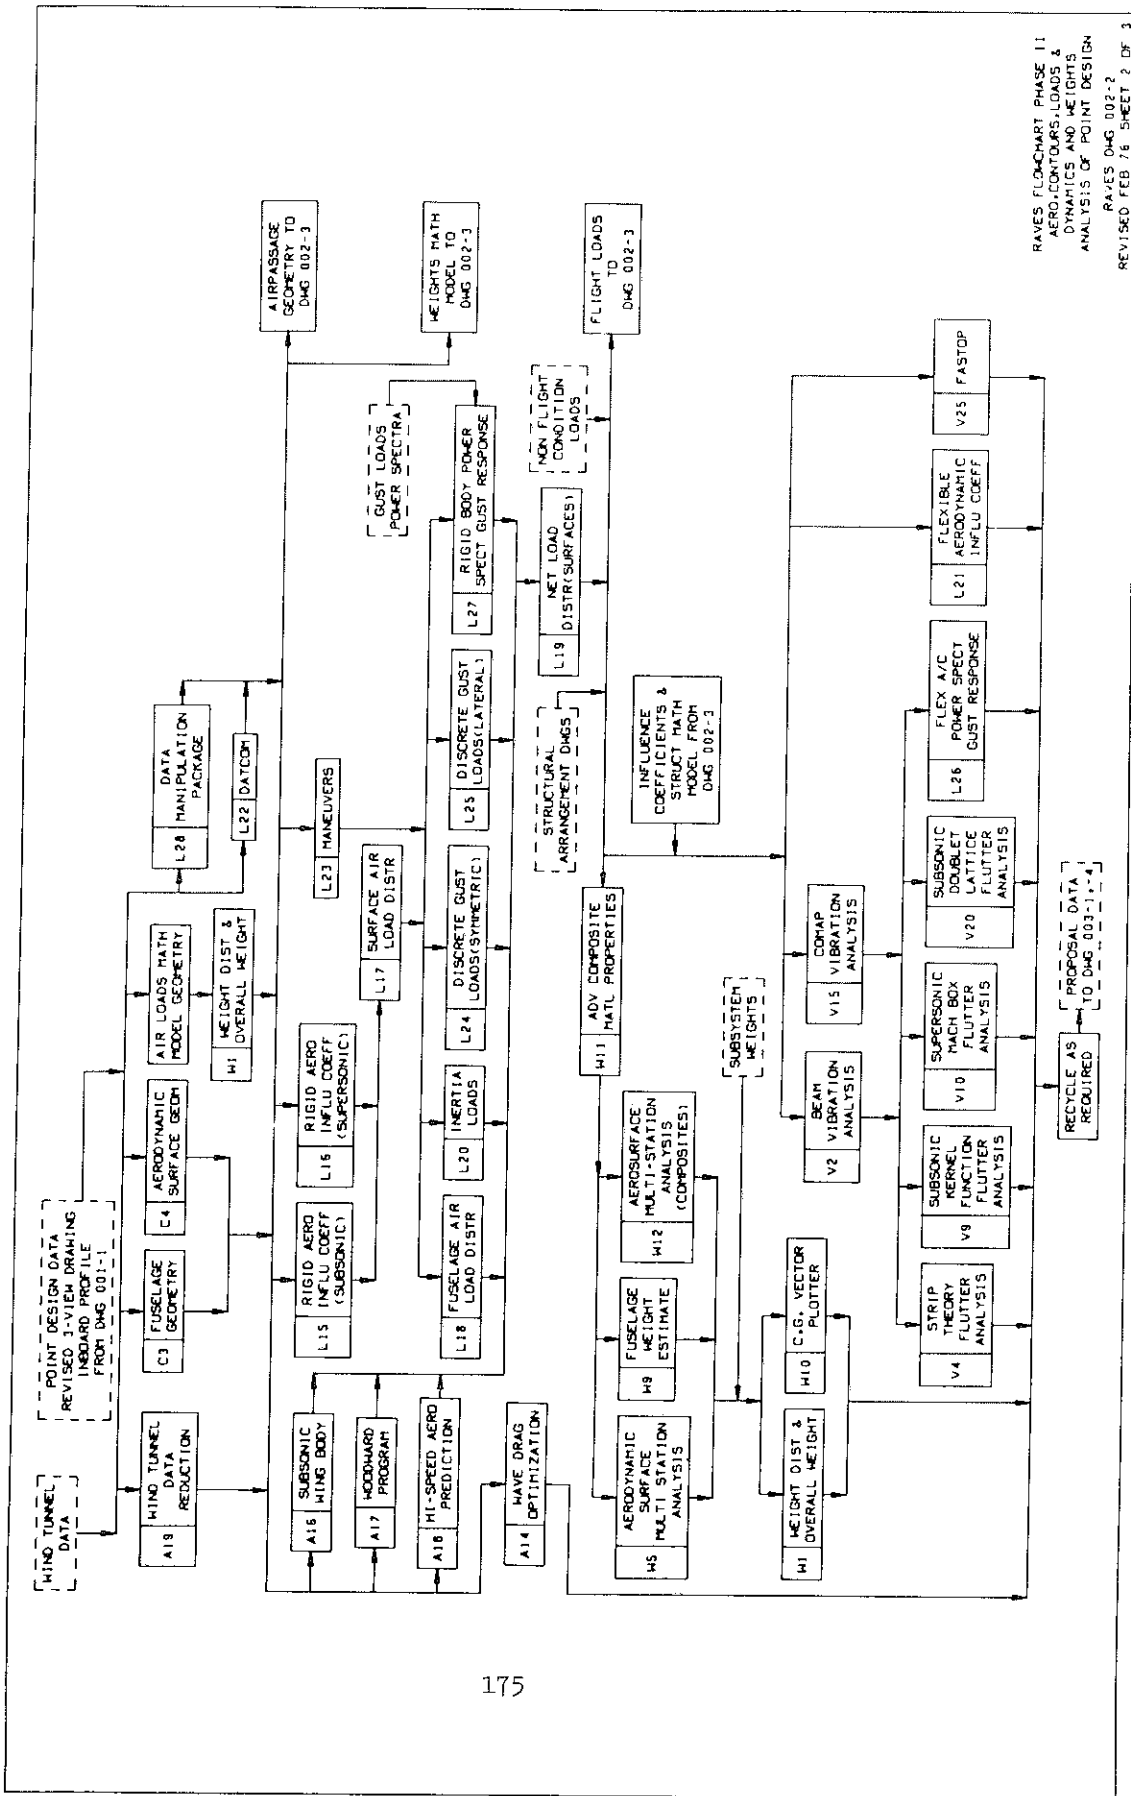 WIND TUNNEL
DATA
POINT DESIGN DATA
REVISED 3-VIEW DRAWING
INBOARD PROFILE
FROM DWG 001-1
A19
WIND TUNNEL
DATA
REDUCTION
C3
FUSELAGE
GEOMETRY
C4
AERODYNAMIC
SURFACE GEOM
AIR LOADS MATH
MODEL GEOMETRY
L28
DATA
MANIPULATION
PACKAGE
W1
WEIGHT DIST &
OVERALL WEIGHT
L22
DATCOM
AIRPASSAGE
GEOMETRY TO
DWG 002-3
A16
SUBSONIC
WING BODY
L15
RIGID AERO
INFLU COEFF
(SUBSONIC)
L16
RIGID AERO
INFLU COEFF
(SUPERSONIC)
L23
MANEUVERS
WEIGHTS MATH
MODEL TO
DWG 002-3
A17
WOODWARD
PROGRAM
L17
SURFACE AIR
LOAD DISTR
GUST LOADS
POWER SPECTRA
A18
HI-SPEED AERO
PREDICTION
L18
FUSELAGE AIR
LOAD DISTR
L20
INERTIA
LOADS
L24
DISCRETE GUST
LOADS(SYMMETRIC)
L25
DISCRETE GUST
LOADS(LATERAL)
L27
RIGID BODY POWER
SPECT GUST RESPONSE
A14
WAVE DRAG
OPTIMIZATION
STRUCTURAL
ARRANGEMENT DWGS
L19
NET LOAD
DISTR(SURFACES)
NON FLIGHT
CONDITION
LOADS
FLIGHT LOADS
TO
DWG 002-3
W11
ADV COMPOSITE
MATL PROPERTIES
INFLUENCE
COEFFICIENTS &
STRUCT MATH
MODEL FROM
DWG 002-3
W5
AERODYNAMIC
SURFACE
MULTI STATION
ANALYSIS
W9
FUSELAGE
WEIGHT
ESTIMATE
W12
AEROSURFACE
MULTI-STATION
ANALYSIS
(COMPOSITES)
SUBSYSTEM
WEIGHTS
W1
WEIGHT DIST &
OVERALL WEIGHT
W10
C.G. VECTOR
PLOTTER
V2
BEAM
VIBRATION
ANALYSIS
V15
COMAP
VIBRATION
ANALYSIS
V4
STRIP
THEORY
FLUTTER
ANALYSIS
V9
SUBSONIC
KERNEL
FUNCTION
FLUTTER
ANALYSIS
V10
SUPERSONIC
MACH BOX
FLUTTER
ANALYSIS
V20
SUBSONIC
DOUBLET
LATTICE
FLUTTER
ANALYSIS
L26
FLEX A/C
POWER SPECT
GUST RESPONSE
L21
FLEXIBLE
AERODYNAMIC
INFLU COEFF
V25
FASTOP
RECYCLE AS
REQUIRED
PROPOSAL DATA
TO DWG 003-1,-4
RAVES FLOWCHART PHASE II
AERO,CONTOURS,LOADS &
DYNAMICS AND WEIGHTS
ANALYSIS OF POINT DESIGN
RAVES DWG 002-2
REVISED FEB 76 SHEET 2 OF 3
175